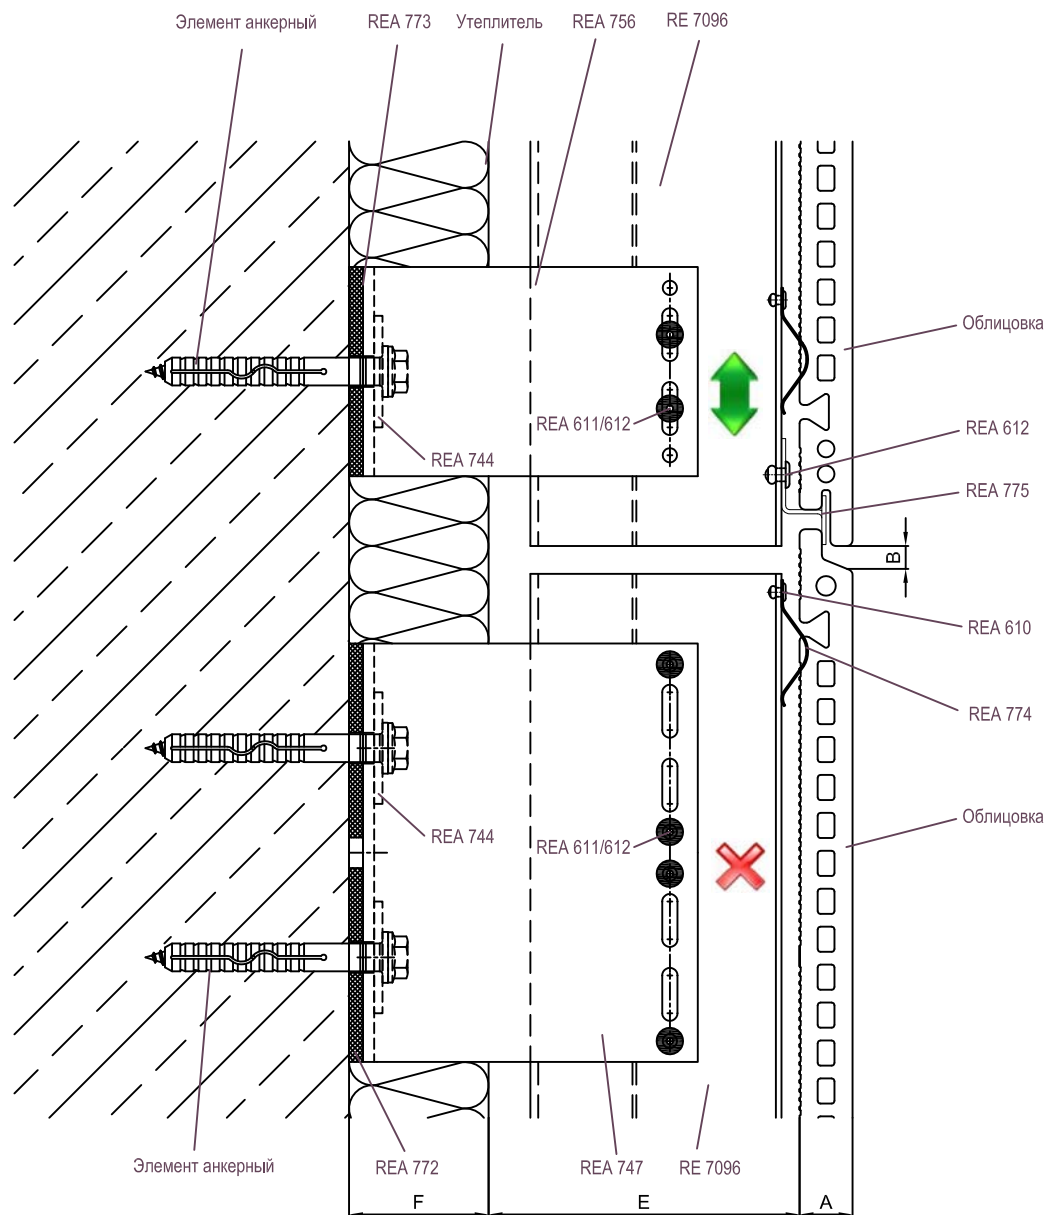 Элемент анкерный
REA 773
Утеплитель
REA 756
RE 7096
Облицовка
REA 611/612
REA 612
REA 744
REA 775
B
REA 610
REA 774
Облицовка
REA 744
REA 611/612
Элемент анкерный
REA 772
REA 747
RE 7096
F
E
A